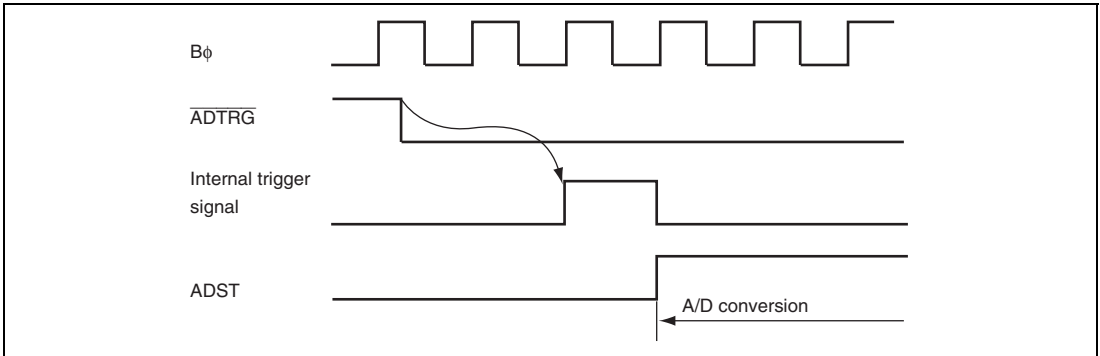 Bϕ
ADTRG
Internal trigger
signal
ADST
A/D conversion